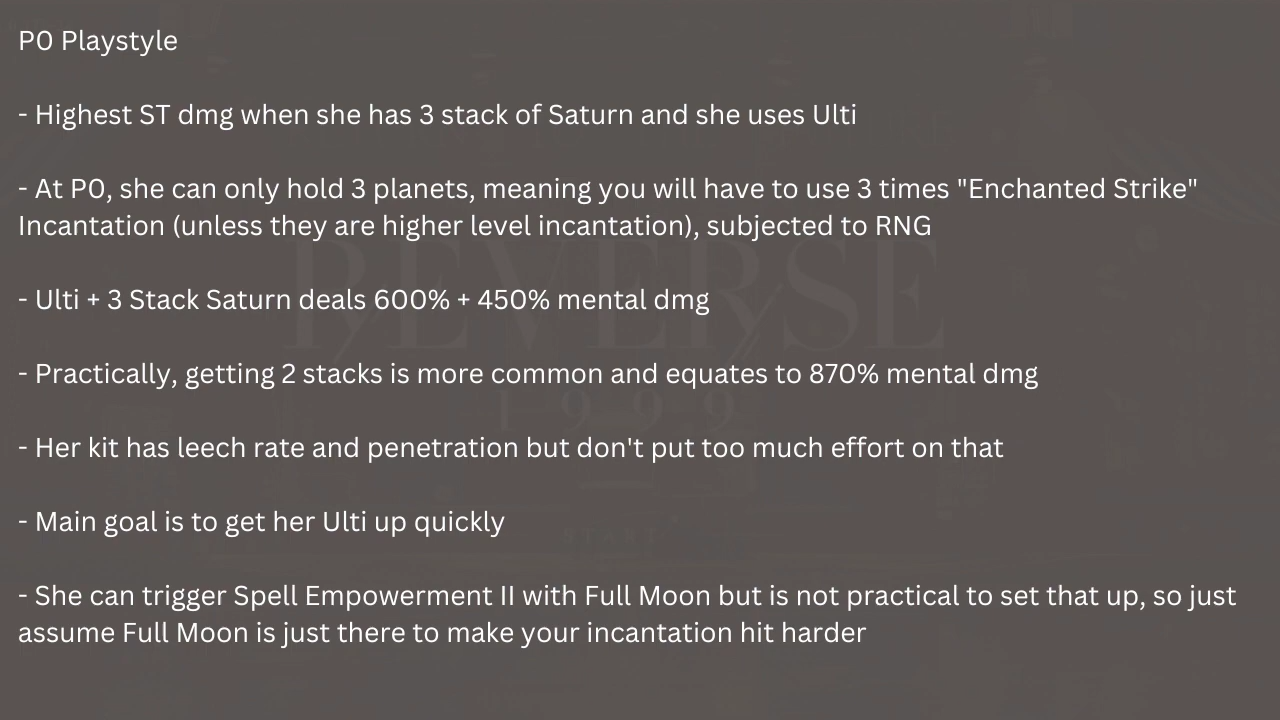 P0 Playstyle
- Highest ST dmg when she has 3 stack of Saturn and she uses Ulti
- At P0, she can only hold 3 planets, meaning you will have to use 3 times "Enchanted Strike"
Incantation (unless they are higher level incantation), subjected to RNG
- Ulti + 3 Stack Saturn deals 600% + 450% mental dmg
- Practically, getting 2 stacks is more common and equates to 870% mental dmg
- Her kit has leech rate and penetration but don't put too much effort on that
- Main goal is to get her Ulti up quickly
- She can trigger Spell Empowerment II with Full Moon but is not practical to set that up, so just
assume Full Moon is just there to make your incantation hit harder
REVERSE
1999
START